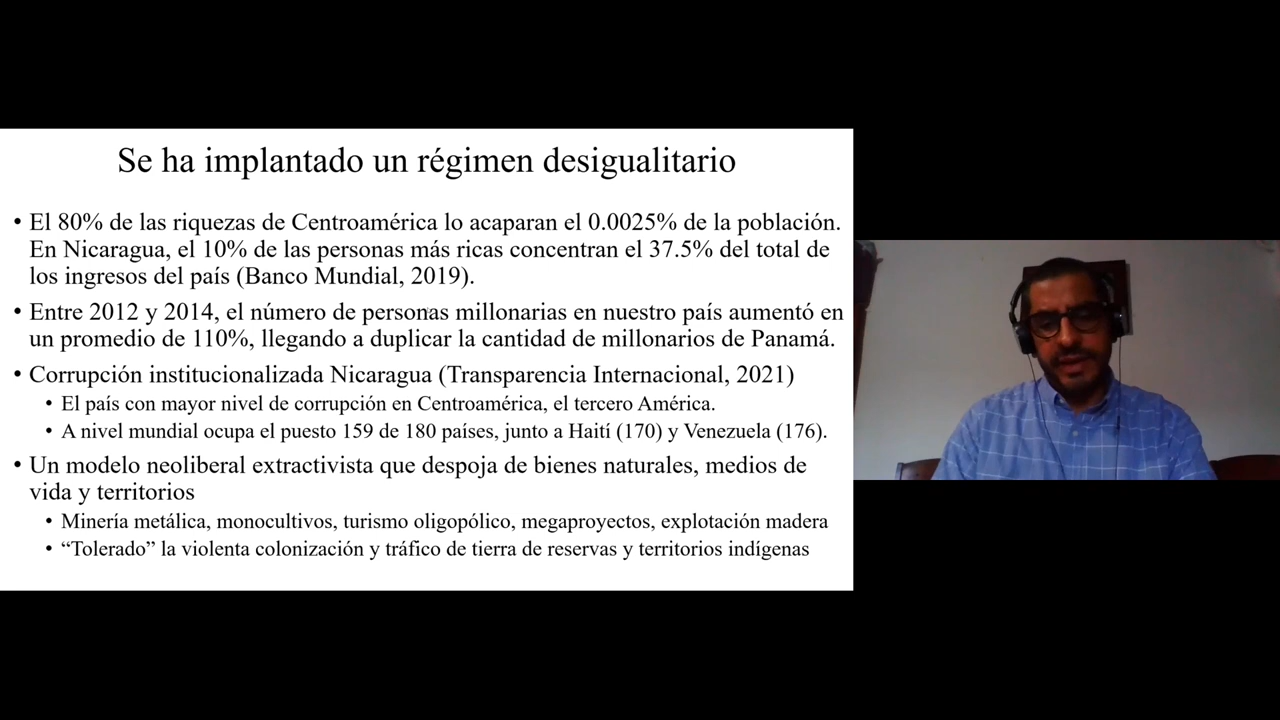 Se ha implantado un régimen desigualitario
• El 80% de las riquezas de Centroamérica lo acaparan el 0.0025% de la población.
En Nicaragua, el 10% de las personas más ricas concentran el 37.5% del total de
los ingresos del país (Banco Mundial, 2019).
• Entre 2012 y 2014, el número de personas millonarias en nuestro país aumentó en
un promedio de 110%, llegando a duplicar la cantidad de millonarios de Panamá.
• Corrupción institucionalizada Nicaragua (Transparencia Internacional, 2021)
• El país con mayor nivel de corrupción en Centroamérica, el tercero América.
• A nivel mundial ocupa el puesto 159 de 180 países, junto a Haití (170) y Venezuela (176).
• Un modelo neoliberal extractivista que despoja de bienes naturales, medios de
vida y territorios
• Minería metálica, monocultivos, turismo oligopólico, megaproyectos, explotación madera
• “Tolerado” la violenta colonización y tráfico de tierra de reservas y territorios indígenas